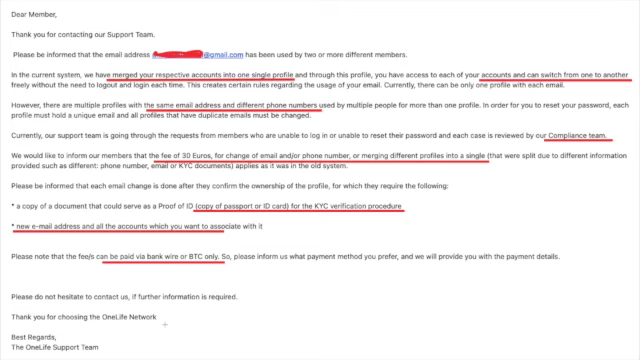 Dear Member,
Thank you for contacting our Support Team.
Please be informed that the email address @gmail.com has been used by two or more different members.
In the current system, we have merged your respective accounts into one single profile and through this profile, you have access to each of your accounts and can switch from one to another
freely without the need to logout and login each time. This creates certain rules regarding the usage of your email. Currently, there can be only one profile with each email.
However, there are multiple profiles with the same email address and different phone numbers used by multiple people for more than one profile. In order for you to reset your password, each
profile must hold a unique email and all profiles that have duplicate emails must be changed.
Currently, our support team is going through the requests from members who are unable to log in or unable to reset their password and each case is reviewed by our Compliance team.
We would like to inform our members that the fee of 30 Euros, for change of email and/or phone number, or merging different profiles into a single (that were split due to different information
provided such as different: phone number, email or KYC documents) applies as it was in the old system.
Please be informed that each email change is done after they confirm the ownership of the profile, for which they require the following:
* a copy of a document that could serve as a Proof of ID (copy of passport or ID card) for the KYC verification procedure
* new e-mail address and all the accounts which you want to associate with it
Please note that the fee/s can be paid via bank wire or BTC only. So, please inform us what payment method you prefer, and we will provide you with the payment details.
Please do not hesitate to contact us, if further information is required.
Thank you for choosing the OneLife Network
Best Regards,
The OneLife Support Team